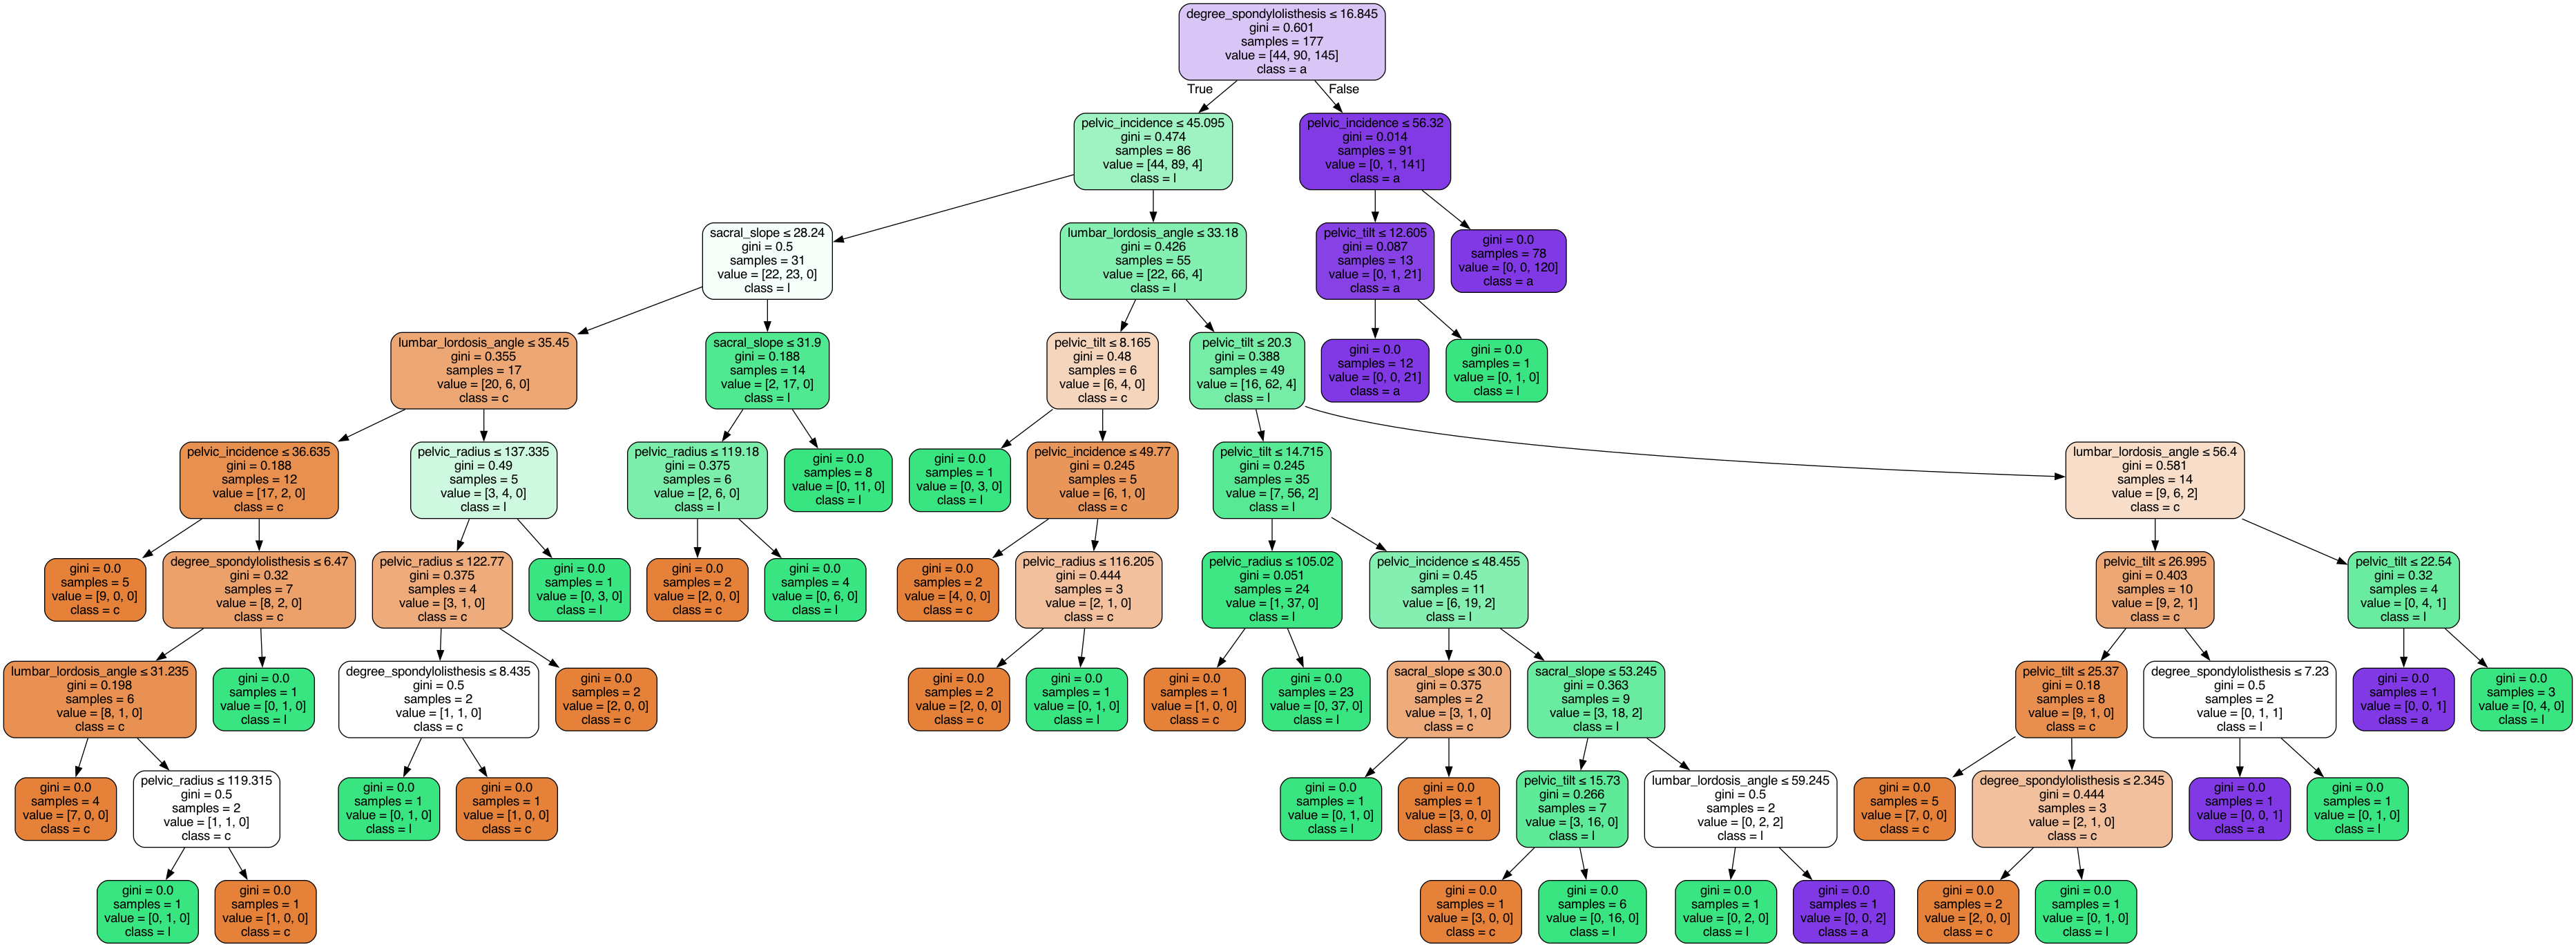 degree_spondylolisthesis ≤ 16.845
gini = 0.601
samples = 177
value = [44, 90, 145]
class = a
True
False
pelvic_incidence ≤ 45.095
gini = 0.474
samples = 86
value = [44, 89, 4]
class = l
pelvic_incidence ≤ 56.32
gini = 0.014
samples = 91
value = [0, 1, 141]
class = a
sacral_slope ≤ 28.24
gini = 0.5
samples = 31
value = [22, 23, 0]
class = l
lumbar_lordosis_angle ≤ 33.18
gini = 0.426
samples = 55
value = [22, 66, 4]
class = l
pelvic_tilt ≤ 12.605
gini = 0.087
samples = 13
value = [0, 1, 21]
class = a
gini = 0.0
samples = 78
value = [0, 0, 120]
class = a
lumbar_lordosis_angle ≤ 35.45
gini = 0.355
samples = 17
value = [20, 6, 0]
class = c
sacral_slope ≤ 31.9
gini = 0.188
samples = 14
value = [2, 17, 0]
class = l
pelvic_tilt ≤ 8.165
gini = 0.48
samples = 6
value = [6, 4, 0]
class = c
pelvic_tilt ≤ 20.3
gini = 0.388
samples = 49
value = [16, 62, 4]
class = l
gini = 0.0
samples = 12
value = [0, 0, 21]
class = a
gini = 0.0
samples = 1
value = [0, 1, 0]
class = l
pelvic_incidence ≤ 36.635
gini = 0.188
samples = 12
value = [17, 2, 0]
class = c
pelvic_radius ≤ 137.335
gini = 0.49
samples = 5
value = [3, 4, 0]
class = l
pelvic_radius ≤ 119.18
gini = 0.375
samples = 6
value = [2, 6, 0]
class = l
gini = 0.0
samples = 8
value = [0, 11, 0]
class = l
gini = 0.0
samples = 1
value = [0, 3, 0]
class = l
pelvic_incidence ≤ 49.77
gini = 0.245
samples = 5
value = [6, 1, 0]
class = c
pelvic_tilt ≤ 14.715
gini = 0.245
samples = 35
value = [7, 56, 2]
class = l
lumbar_lordosis_angle ≤ 56.4
gini = 0.581
samples = 14
value = [9, 6, 2]
class = c
gini = 0.0
samples = 5
value = [9, 0, 0]
class = c
degree_spondylolisthesis ≤ 6.47
gini = 0.32
samples = 7
value = [8, 2, 0]
class = c
pelvic_radius ≤ 122.77
gini = 0.375
samples = 4
value = [3, 1, 0]
class = c
gini = 0.0
samples = 1
value = [0, 3, 0]
class = l
gini = 0.0
samples = 2
value = [2, 0, 0]
class = c
gini = 0.0
samples = 4
value = [0, 6, 0]
class = l
gini = 0.0
samples = 2
value = [4, 0, 0]
class = c
pelvic_radius ≤ 116.205
gini = 0.444
samples = 3
value = [2, 1, 0]
class = c
pelvic_radius ≤ 105.02
gini = 0.051
samples = 24
value = [1, 37, 0]
class = l
pelvic_incidence ≤ 48.455
gini = 0.45
samples = 11
value = [6, 19, 2]
class = l
pelvic_tilt ≤ 26.995
gini = 0.403
samples = 10
value = [9, 2, 1]
class = c
pelvic_tilt ≤ 22.54
gini = 0.32
samples = 4
value = [0, 4, 1]
class = l
lumbar_lordosis_angle ≤ 31.235
gini = 0.198
samples = 6
value = [8, 1, 0]
class = c
gini = 0.0
samples = 1
value = [0, 1, 0]
class = l
degree_spondylolisthesis ≤ 8.435
gini = 0.5
samples = 2
value = [1, 1, 0]
class = c
gini = 0.0
samples = 2
value = [2, 0, 0]
class = c
gini = 0.0
samples = 2
value = [2, 0, 0]
class = c
gini = 0.0
samples = 1
value = [0, 1, 0]
class = l
gini = 0.0
samples = 1
value = [1, 0, 0]
class = c
gini = 0.0
samples = 23
value = [0, 37, 0]
class = l
sacral_slope ≤ 30.0
gini = 0.375
samples = 2
value = [3, 1, 0]
class = c
sacral_slope ≤ 53.245
gini = 0.363
samples = 9
value = [3, 18, 2]
class = l
pelvic_tilt ≤ 25.37
gini = 0.18
samples = 8
value = [9, 1, 0]
class = c
degree_spondylolisthesis ≤ 7.23
gini = 0.5
samples = 2
value = [0, 1, 1]
class = l
gini = 0.0
samples = 1
value = [0, 0, 1]
class = a
gini = 0.0
samples = 3
value = [0, 4, 0]
class = l
gini = 0.0
samples = 4
value = [7, 0, 0]
class = c
pelvic_radius ≤ 119.315
gini = 0.5
samples = 2
value = [1, 1, 0]
class = c
gini = 0.0
samples = 1
value = [0, 1, 0]
class = l
gini = 0.0
samples = 1
value = [1, 0, 0]
class = c
gini = 0.0
samples = 1
value = [0, 1, 0]
class = l
gini = 0.0
samples = 1
value = [3, 0, 0]
class = c
pelvic_tilt ≤ 15.73
gini = 0.266
samples = 7
value = [3, 16, 0]
class = l
lumbar_lordosis_angle ≤ 59.245
gini = 0.5
samples = 2
value = [0, 2, 2]
class = l
gini = 0.0
samples = 5
value = [7, 0, 0]
class = c
degree_spondylolisthesis ≤ 2.345
gini = 0.444
samples = 3
value = [2, 1, 0]
class = c
gini = 0.0
samples = 1
value = [0, 0, 1]
class = a
gini = 0.0
samples = 1
value = [0, 1, 0]
class = l
gini = 0.0
samples = 1
value = [0, 1, 0]
class = l
gini = 0.0
samples = 1
value = [1, 0, 0]
class = c
gini = 0.0
samples = 1
value = [3, 0, 0]
class = c
gini = 0.0
samples = 6
value = [0, 16, 0]
class = l
gini = 0.0
samples = 1
value = [0, 2, 0]
class = l
gini = 0.0
samples = 1
value = [0, 0, 2]
class = a
gini = 0.0
samples = 2
value = [2, 0, 0]
class = c
gini = 0.0
samples = 1
value = [0, 1, 0]
class = l